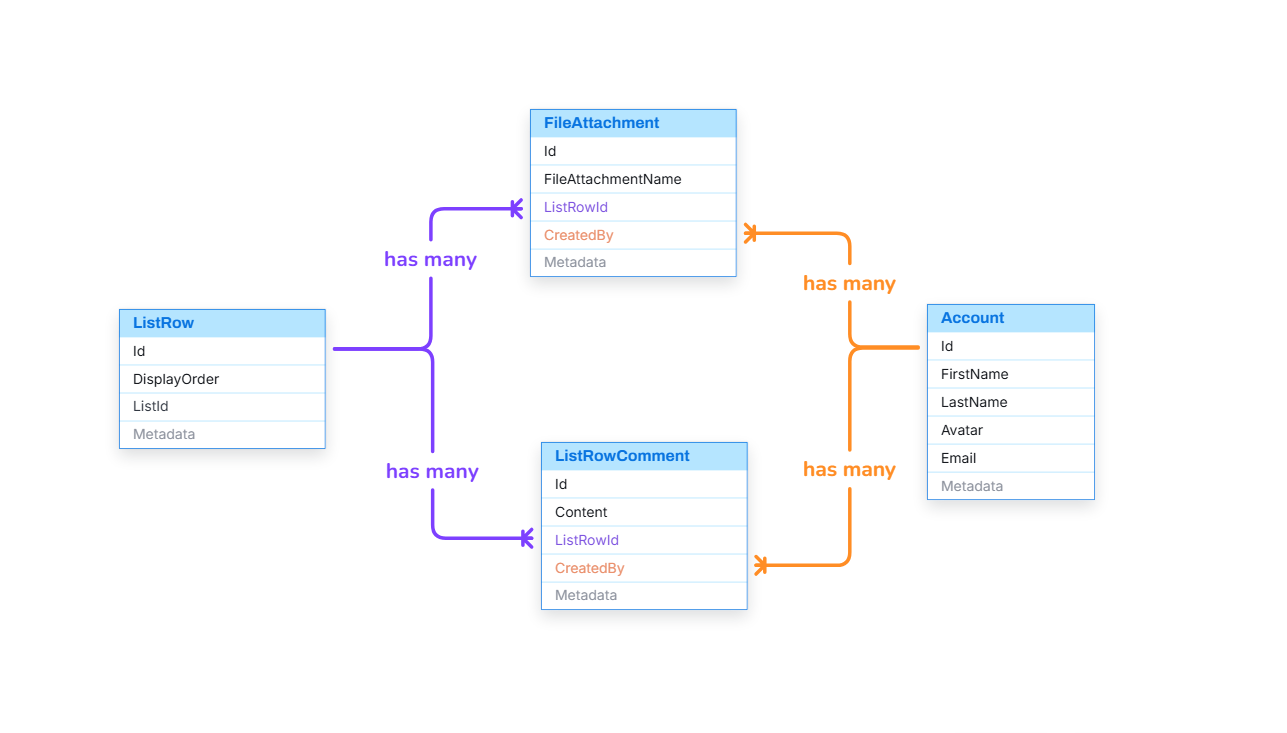 FileAttachment
Id
FileAttachmentName
ListRowId
CreatedBy
Metadata
has many
has many
ListRow
Id
DisplayOrder
ListId
Metadata
Account
Id
FirstName
LastName
Avatar
Email
Metadata
has many
has many
ListRowComment
Id
Content
ListRowId
CreatedBy
Metadata